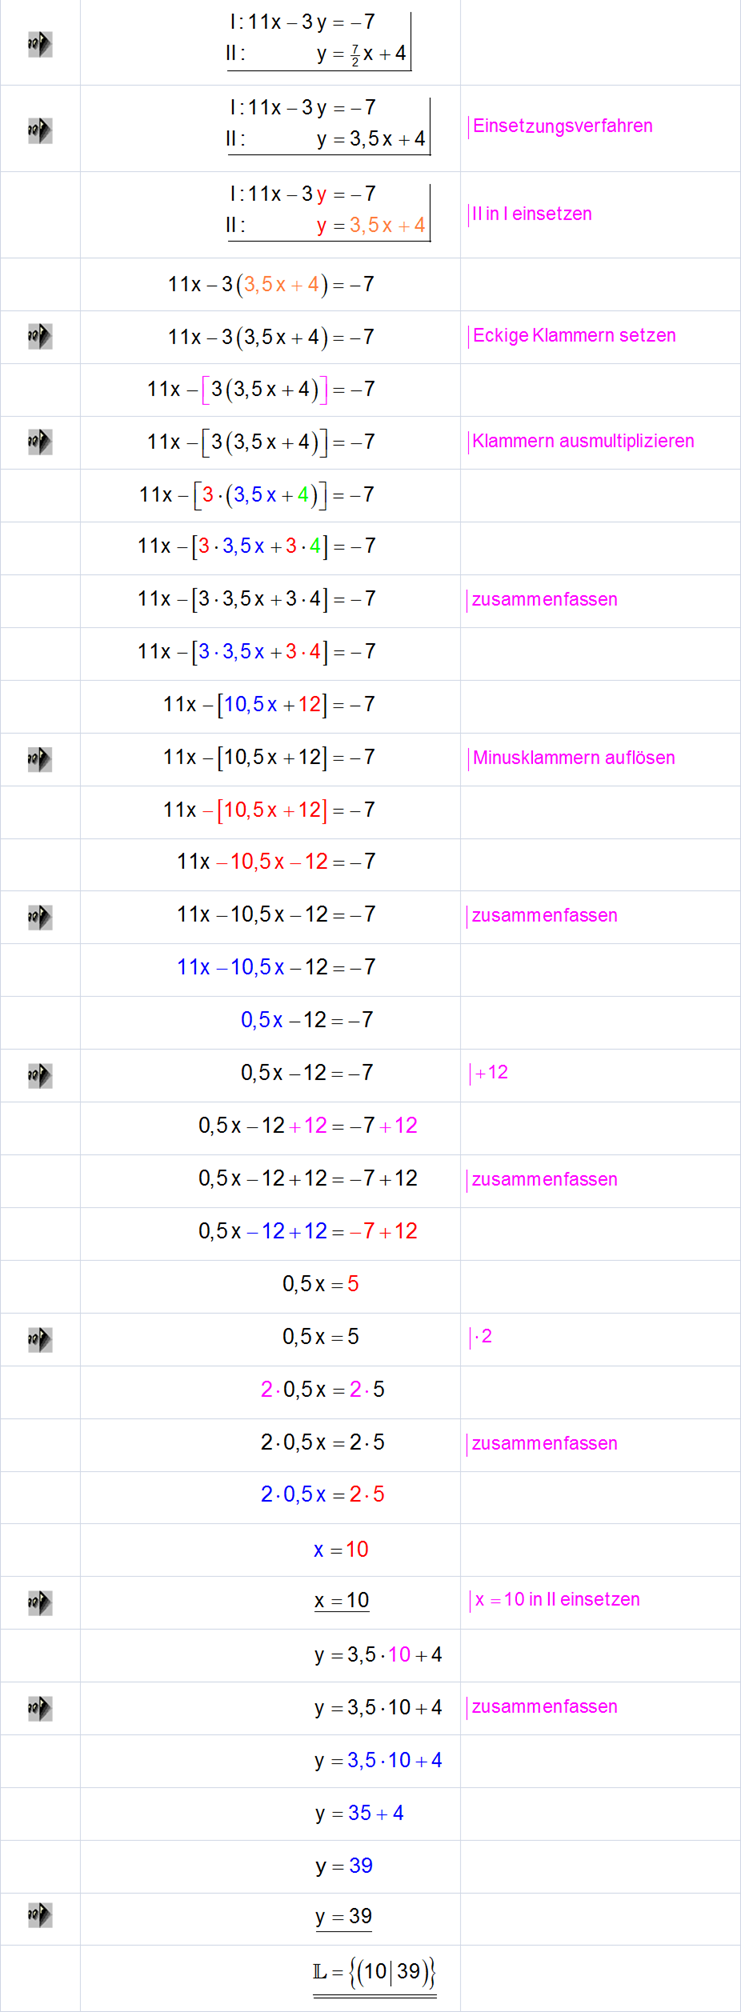 I: 11x – 3y = –7
II: y = 7/2 x + 4
I: 11x – 3y = –7
II: y = 3,5x + 4 |Einsetzungsverfahren
I: 11x – 3y = –7
II: y = 3,5x + 4 |II in I einsetzen
11x – 3(3,5x + 4) = –7
11x – 3(3,5x + 4) = –7 |Eckige Klammern setzen
11x – [3(3,5x + 4)] = –7
11x – [3(3,5x + 4)] = –7 |Klammern ausmultiplizieren
11x – [3 · (3,5x + 4)] = –7
11x – [3 · 3,5x + 3 · 4] = –7
11x – [3 · 3,5x + 3 · 4] = –7 |zusammenfassen
11x – [3 · 3,5x + 3 · 4] = –7
11x – [10,5x + 12] = –7
11x – [10,5x + 12] = –7 |Minusklammern auflösen
11x – [10,5x + 12] = –7
11x – 10,5x – 12 = –7
11x – 10,5x – 12 = –7 |zusammenfassen
11x – 10,5x – 12 = –7
0,5x – 12 = –7
0,5x – 12 = –7 |+12
0,5x – 12 + 12 = –7 + 12
0,5x – 12 + 12 = –7 + 12 |zusammenfassen
0,5x – 12 + 12 = –7 + 12
0,5x = 5
0,5x = 5 |· 2
2 · 0,5x = 2 · 5
2 · 0,5x = 2 · 5 |zusammenfassen
2 · 0,5x = 2 · 5
x = 10
x = 10 |x = 10 in II einsetzen
y = 3,5 · 10 + 4
y = 3,5 · 10 + 4 |zusammenfassen
y = 3,5 · 10 + 4
y = 35 + 4
y = 39
y = 39
𝕃 = {(10|39)}